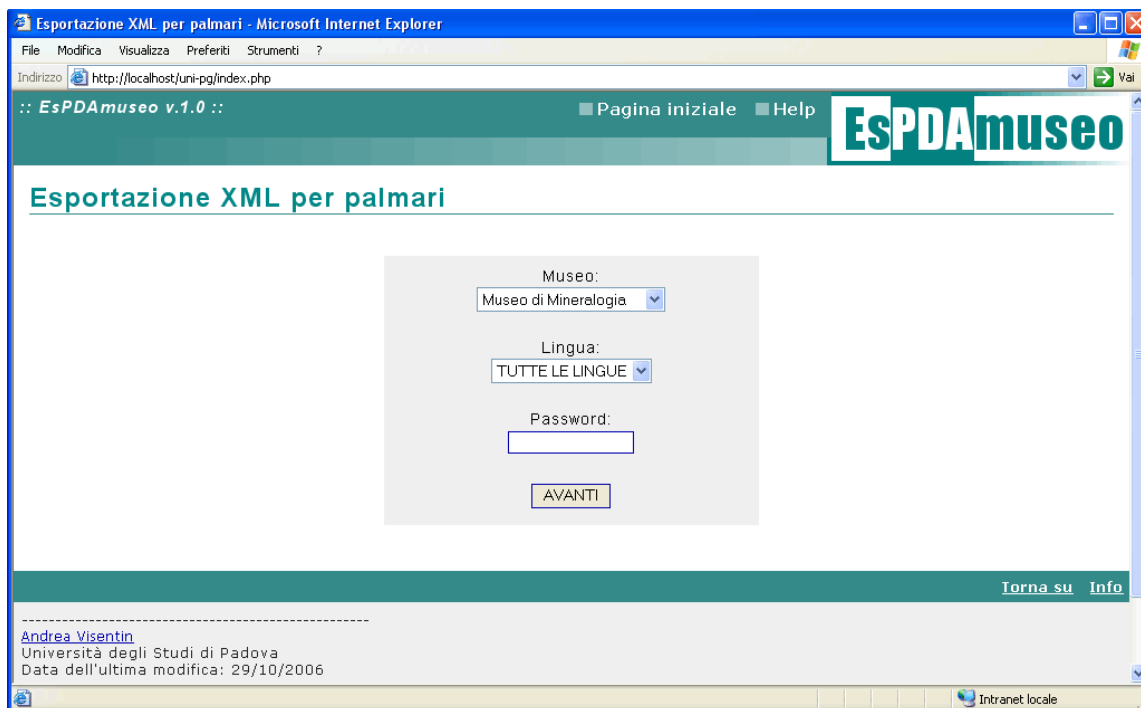 Esportazione XML per palmari - Microsoft Internet Explorer
File Modifica Visualizza Preferiti Strumenti ?
Indirizzo http://localhost/uni-pg/index.php Vai
:: EsPDAmuseo v.1.0 :: Pagina iniziale Help EsPDAmuseo
Esportazione XML per palmari
Museo:
Museo di Mineralogia
Lingua:
TUTTE LE LINGUE
Password:
AVANTI
Torna su Info
-----------------------------------------------------
Andrea Visentin
Università degli Studi di Padova
Data dell'ultima modifica: 29/10/2006
Intranet locale